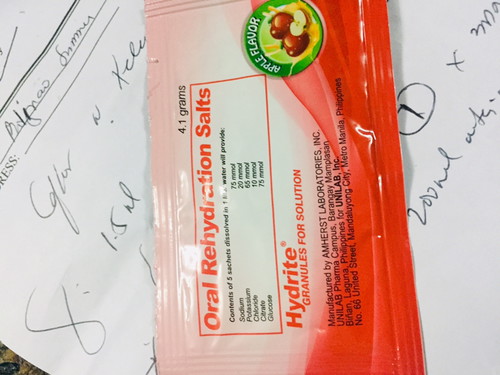 APPLE FLAVOR
4.1 grams
Oral Rehydration Salts
Contents of 5 sachets dissolved in 1 L water will provide:
Sodium 75 mmol
Potassium 20 mmol
Chloride 65 mmol
Citrate 10 mmol
Glucose 75 mmol
Hydrite®
GRANULES FOR SOLUTION
Manufactured by AMHERST LABORATORIES, INC.
UNILAB Pharma Campus, Barangay Mamplasan,
Biñan, Laguna, Philippines for UNILAB, Inc.
No. 66 United Street, Mandaluyong City, Metro Manila, Philippines
RESS:
1.5 ml
1
200ml